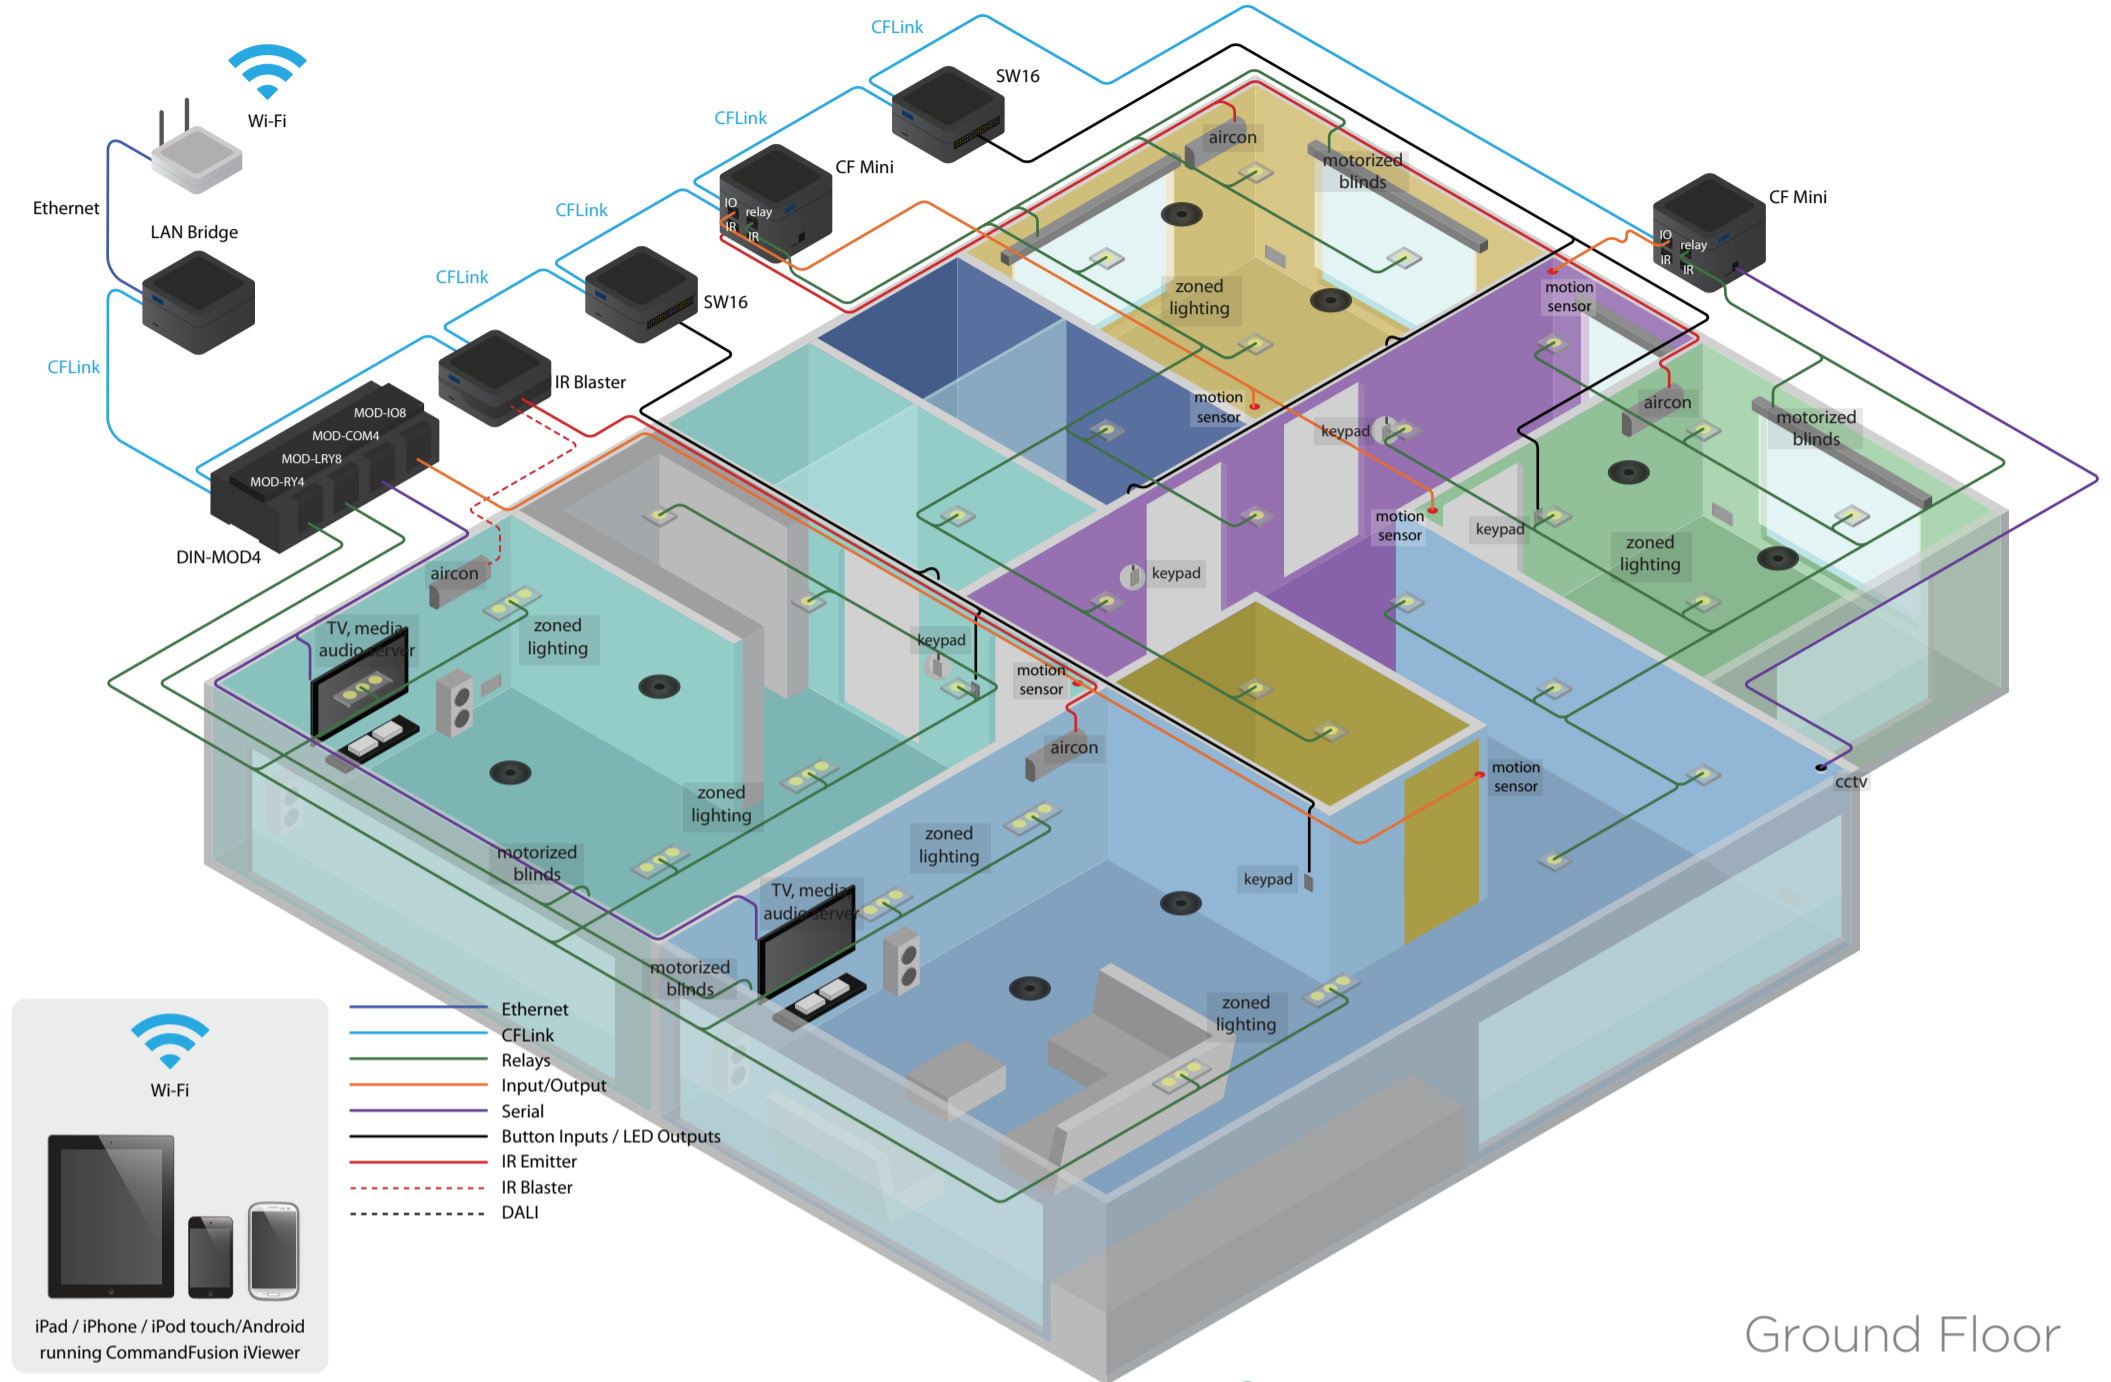 CFLink
SW16
Wi-Fi
CFLink
CF Mini
aircon
motorized
blinds
CF Mini
IO
relay
IR
IR
Ethernet
LAN Bridge
CFLink
IO
relay
IR
IR
CFLink
SW16
zoned
lighting
motion
sensor
CFLink
IR Blaster
MOD-IO8
MOD-COM4
MOD-LRY8
MOD-RY4
DIN-MOD4
motion
sensor
keypad
aircon
motorized
blinds
motion
sensor
keypad
zoned
lighting
aircon
keypad
TV, media,
audio server
zoned
lighting
keypad
motion
sensor
aircon
motion
sensor
cctv
zoned
lighting
motorized
blinds
zoned
lighting
keypad
TV, media,
audio server
motorized
blinds
zoned
lighting
Wi-Fi
iPad / iPhone / iPod touch/Android
running CommandFusion iViewer
Ethernet
CFLink
Relays
Input/Output
Serial
Button Inputs / LED Outputs
IR Emitter
IR Blaster
DALI
Ground Floor